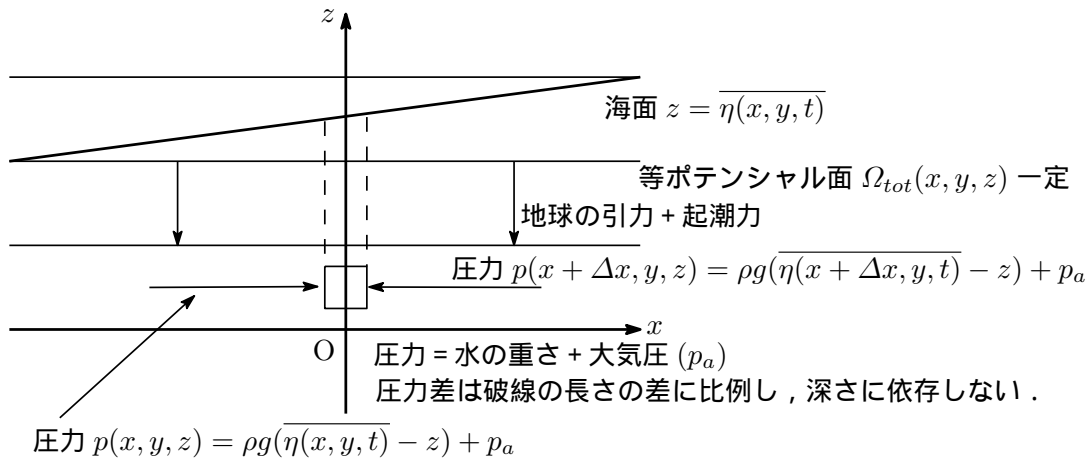 z
海面 z = \overline{η(x, y, t)}
等ポテンシャル面 Ω_{tot}(x, y, z) 一定
地球の引力 + 起潮力
圧力 p(x + Δx, y, z) = ρg(\overline{η(x + Δx, y, t)} − z) + p_a
x
O
圧力 = 水の重さ + 大気圧 (p_a)
圧力差は破線の長さの差に比例し，深さに依存しない．
圧力 p(x, y, z) = ρg(\overline{η(x, y, t)} − z) + p_a